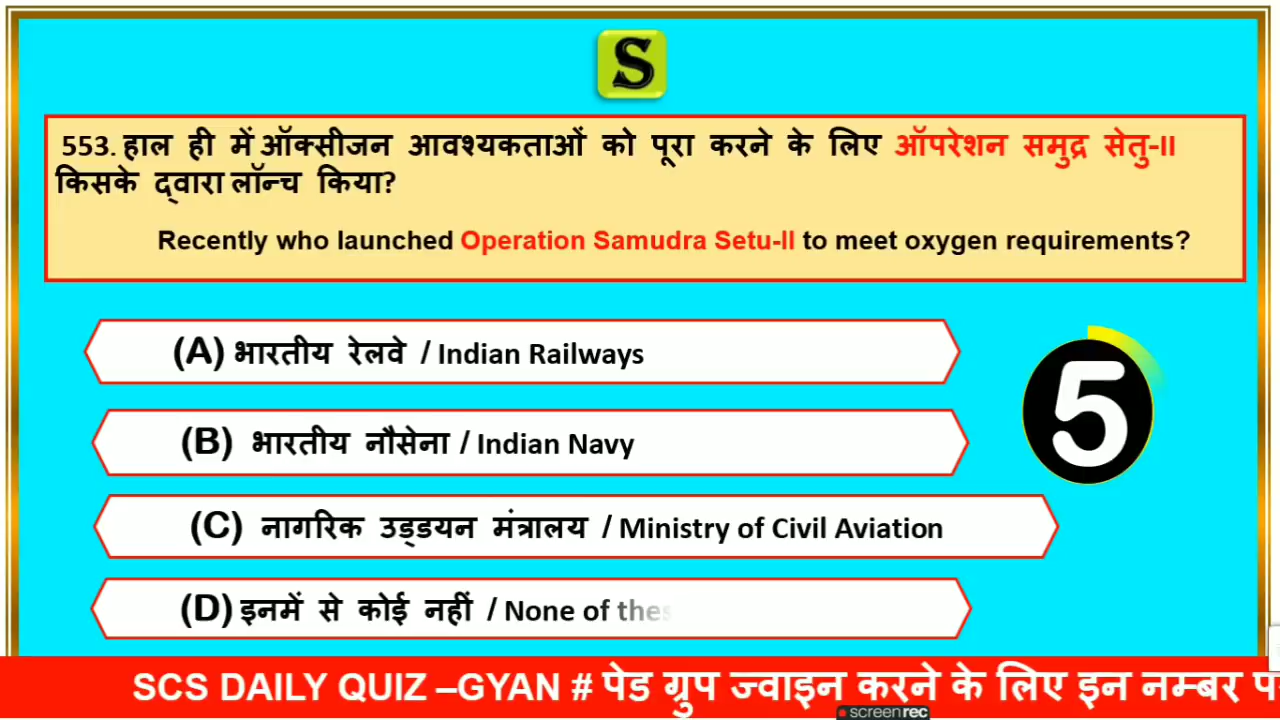 S
553. हाल ही में ऑक्सीजन आवश्यकताओं को पूरा करने के लिए ऑपरेशन समुद्र सेतु-II
किसके द्वारा लॉन्च किया?
Recently who launched Operation Samudra Setu-II to meet oxygen requirements?
(A) भारतीय रेलवे / Indian Railways
(B) भारतीय नौसेना / Indian Navy
5
(C) नागरिक उड्डयन मंत्रालय / Ministry of Civil Aviation
(D) इनमें से कोई नहीं / None of thes
SCS DAILY QUIZ –GYAN # पेड ग्रुप ज्वाइन करने के लिए इन नम्बर
screenrec